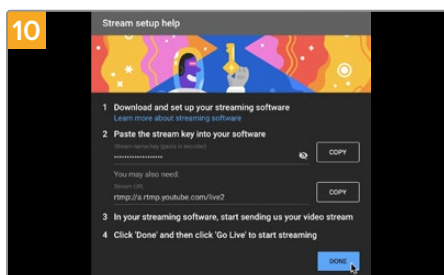 10
Stream setup help
1 Download and set up your streaming software
Learn more about streaming software
2 Paste the stream key into your software
Stream name/key (paste in encoder)
••••••••••••••••••••
COPY
You may also need:
Stream URL
rtmp://a.rtmp.youtube.com/live2
COPY
3 In your streaming software, start sending us your video stream
4 Click 'Done' and then click 'Go Live' to start streaming
DONE